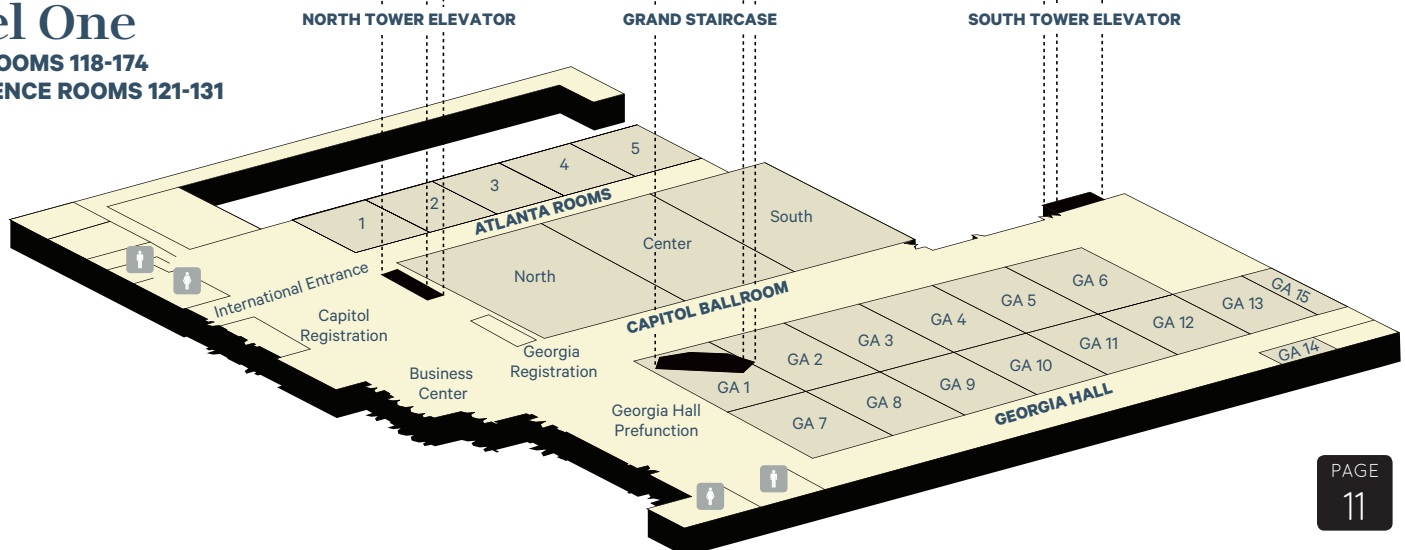 el One
OOMS 118-174
ENCE ROOMS 121-131
NORTH TOWER ELEVATOR
GRAND STAIRCASE
SOUTH TOWER ELEVATOR
1
2
3
4
5
ATLANTA ROOMS
North
Center
South
CAPITOL BALLROOM
International Entrance
Capitol
Registration
Georgia
Registration
Business
Center
Georgia Hall
Prefunction
GA 1
GA 2
GA 3
GA 4
GA 5
GA 6
GA 7
GA 8
GA 9
GA 10
GA 11
GA 12
GA 13
GA 14
GA 15
GEORGIA HALL
PAGE
11